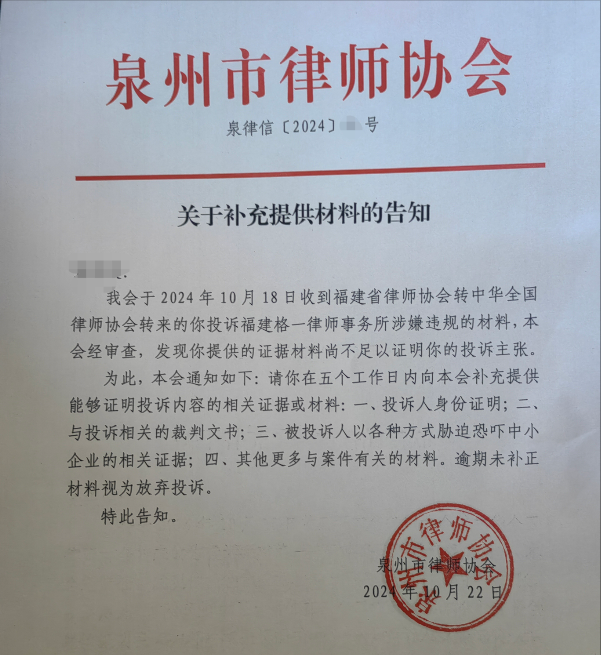 泉州市律师协会
泉律信〔2024〕 号
关于补充提供材料的告知
我会于2024年10月18日收到福建省律师协会转中华全国
律师协会转来的你投诉福建格一律师事务所涉嫌违规的材料,本
会经审查，发现你提供的证据材料尚不足以证明你的投诉主张。
为此，本会通知如下：请你在五个工作日内向本会补充提供
能够证明投诉内容的相关证据或材料：一、投诉人身份证明；二、
与投诉相关的裁判文书；三、被投诉人以各种方式胁迫恐吓中小
企业的相关证据；四、其他更多与案件有关的材料。逾期未补正
材料视为放弃投诉。
特此告知。
泉州市律师协会
2024年10月22日
泉州市律师协会